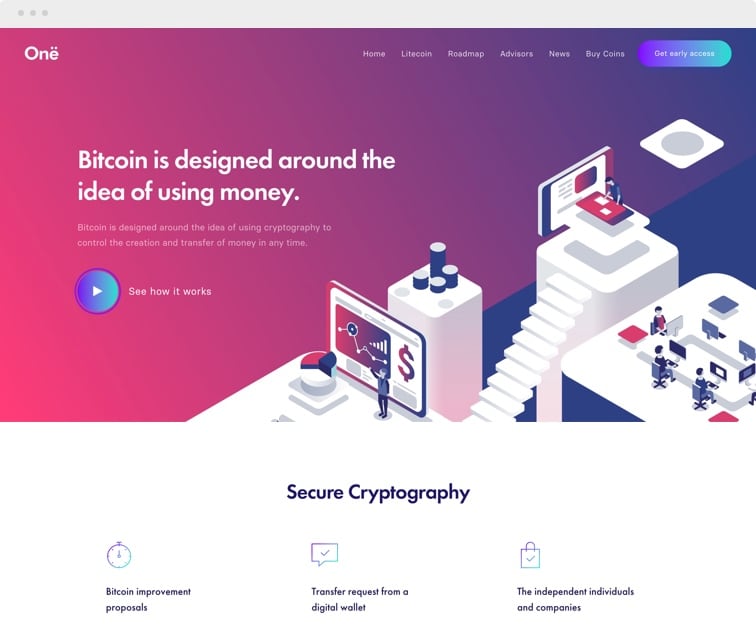 Onë
Home Litecoin Roadmap Advisors News Buy Coins Get early access
Bitcoin is designed around the
idea of using money.
Bitcoin is designed around the idea of using cryptography to
control the creation and transfer of money in any time.
See how it works
$
Secure Cryptography
Bitcoin improvement
proposals
Transfer request from a
digital wallet
The independent individuals
and companies